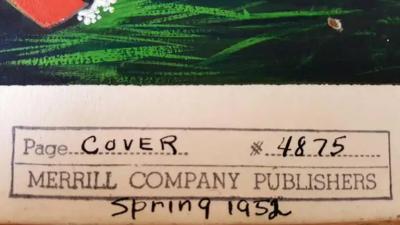 Page COVER # 4875
MERRILL COMPANY PUBLISHERS
Spring 1952